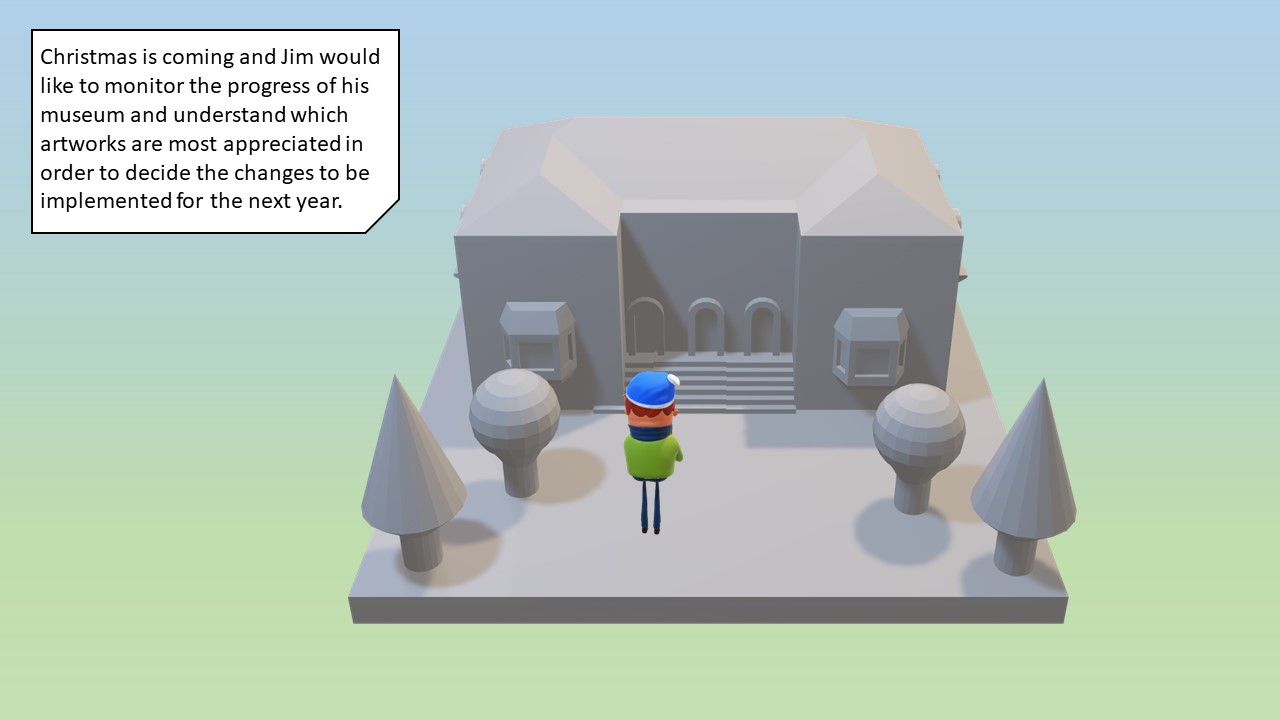 Christmas is coming and Jim would
like to monitor the progress of his
museum and understand which
artworks are most appreciated in
order to decide the changes to be
implemented for the next year.